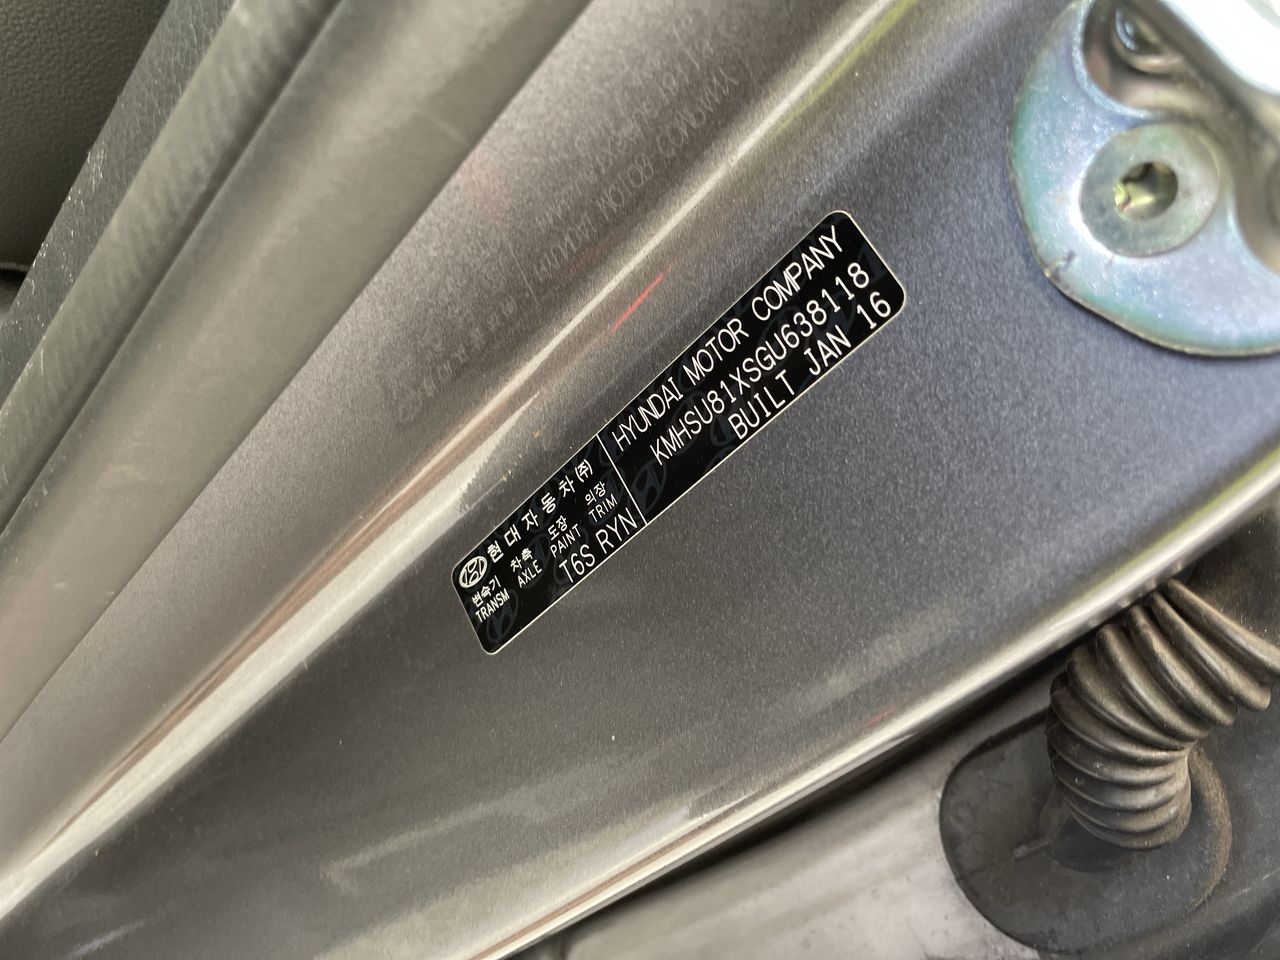 현대자동차(주)
변속기 차축 도장 의장
TRANSM AXLE PAINT TRIM
T6S RYN
HYUNDAI MOTOR COMPANY
KMHSU81XSGU638118
BUILT JAN 16